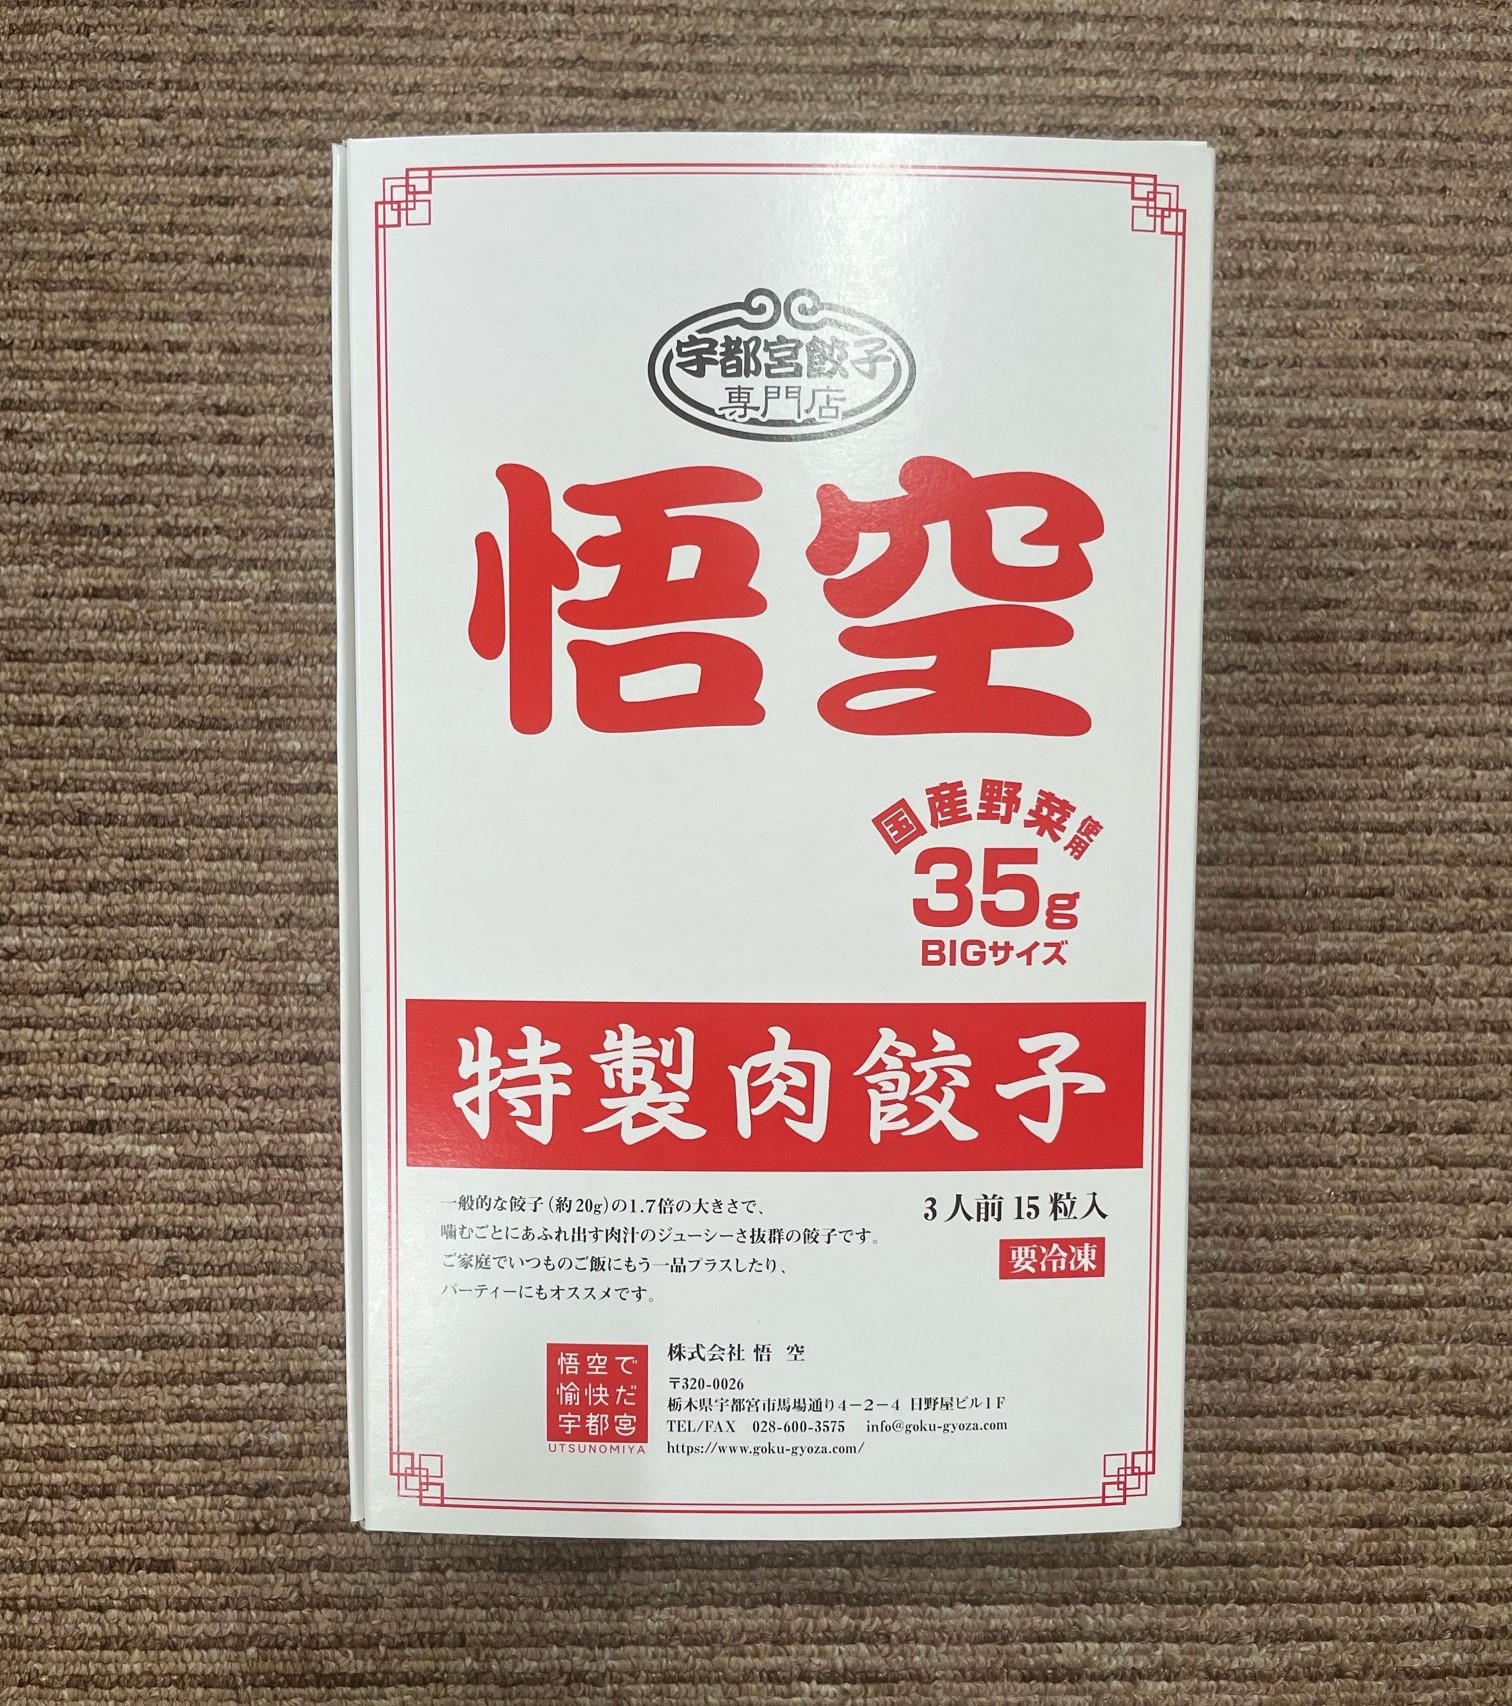 宇都宮餃子
専門店
悟空
国産野菜使用
35g
BIGサイズ
特製肉餃子
一般的な餃子(約20g)の1.7倍の大きさで、
噛むごとにあふれ出す肉汁のジューシーさ抜群の餃子です。
ご家庭でいつものご飯にもう一品プラスしたり、
パーティーにもオススメです。
3人前15粒入
要冷凍
悟空で
愉快だ
宇都宮
UTSUNOMIYA
株式会社 悟 空
〒320-0026
栃木県宇都宮市馬場通り4−2−4 日野屋ビル1F
TEL/FAX 028-600-3575 info@goku-gyoza.com
https://www.goku-gyoza.com/